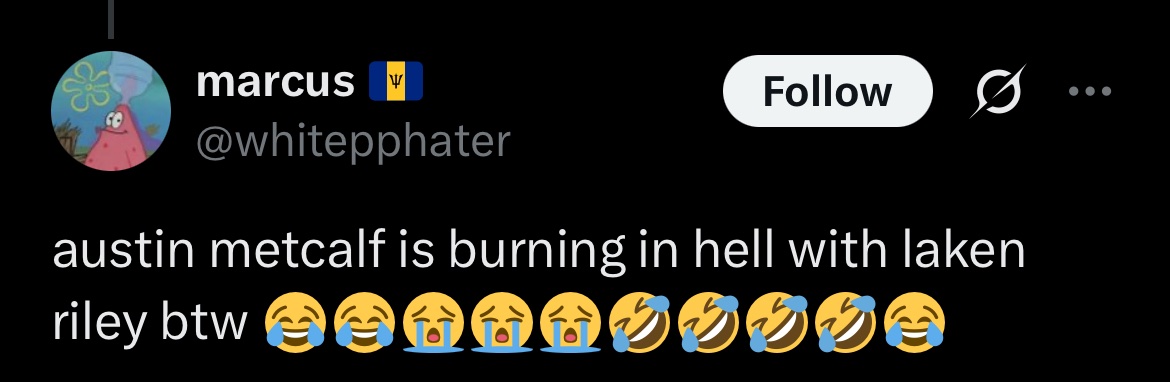 marcus 🇧🇧
@whitepphater
Follow
austin metcalf is burning in hell with laken
riley btw 😂😂😭😭😭🤣🤣🤣🤣😂